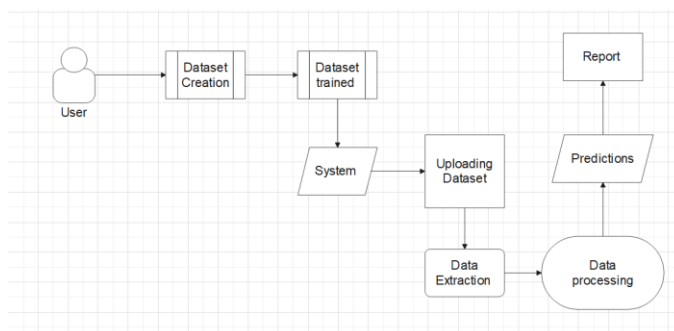 User
Dataset
Creation
Dataset
trained
System
Uploading
Dataset
Data
Extraction
Data
processing
Predictions
Report